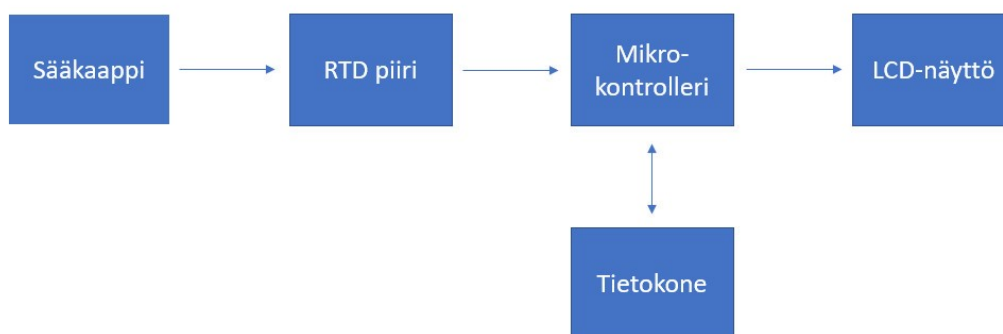 Sääkaappi
RTD piiri
Mikro-
kontrolleri
LCD-näyttö
Tietokone